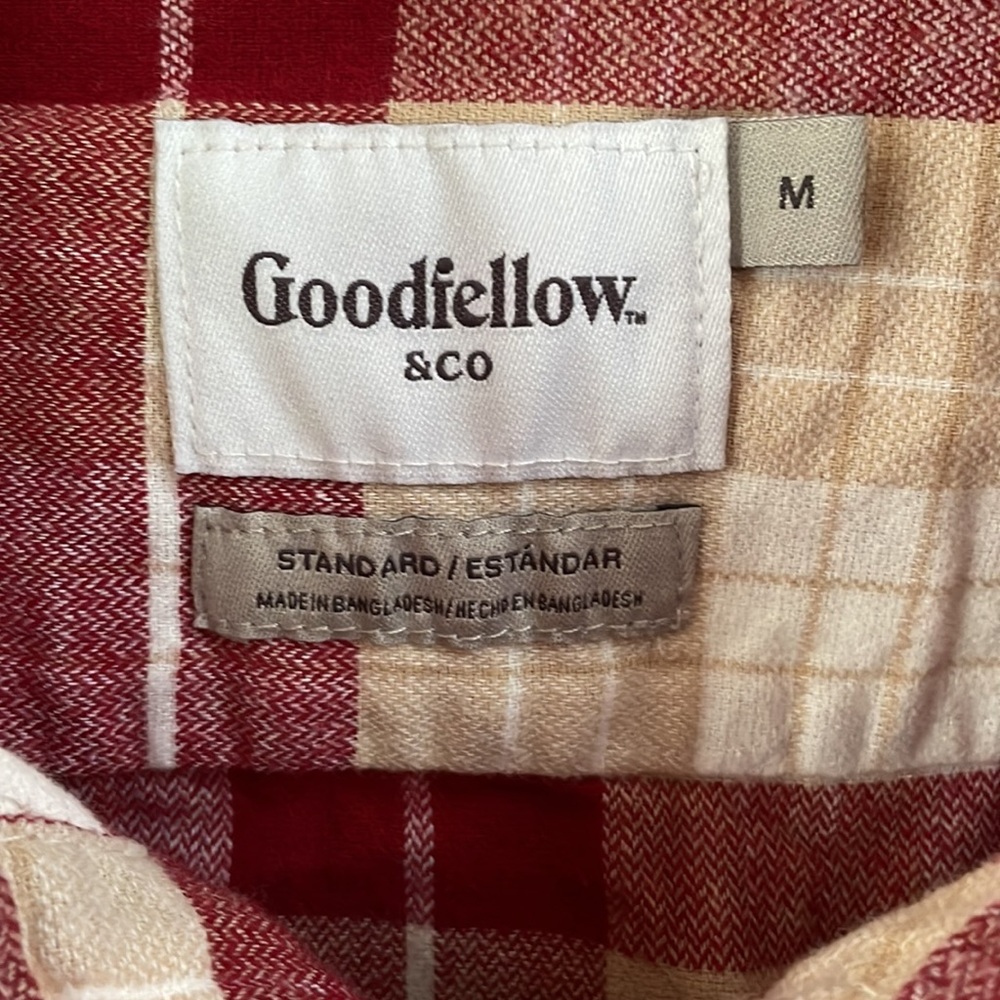 Goodfellow™
&CO
M
STANDARD / ESTÁNDAR
MADE IN BANGLADESH / HECHO EN BANGLADESH